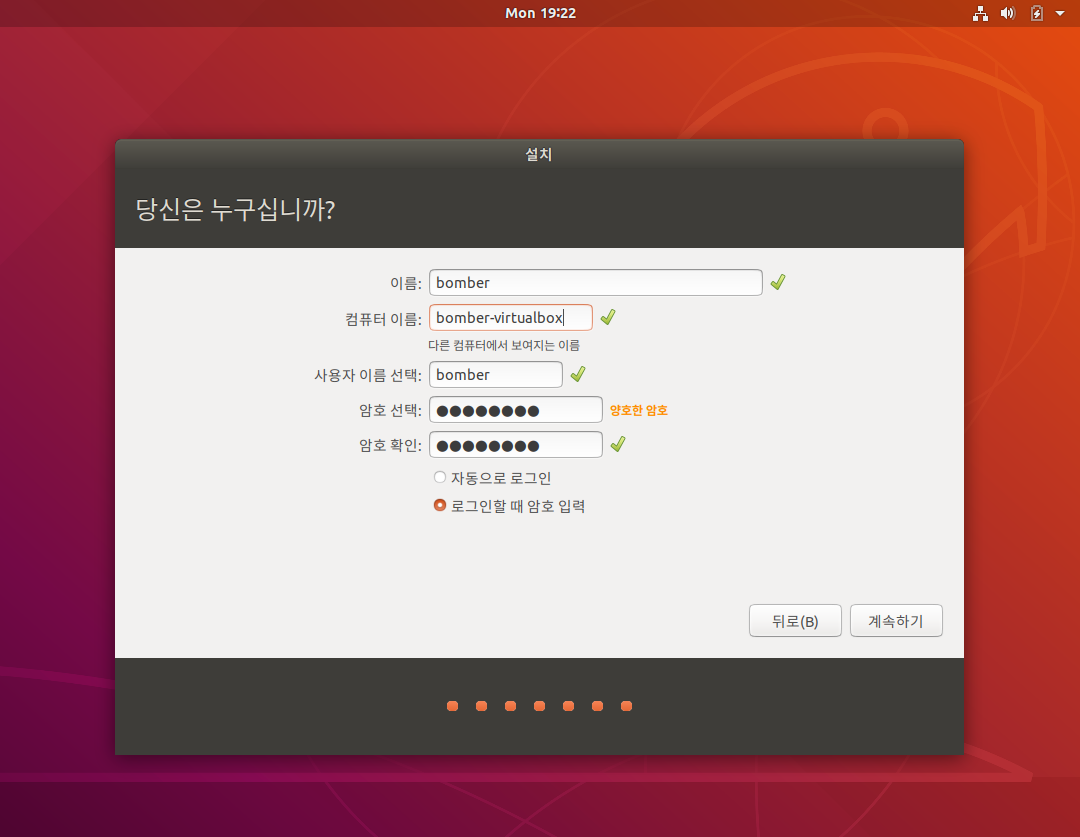 Mon 19:22
설치
당신은 누구십니까?
이름: bomber
컴퓨터 이름: bomber-virtualbox
다른 컴퓨터에서 보여지는 이름
사용자 이름 선택: bomber
암호 선택: ●●●●●●●● 양호한 암호
암호 확인: ●●●●●●●●
자동으로 로그인
로그인할 때 암호 입력
뒤로(B) 계속하기